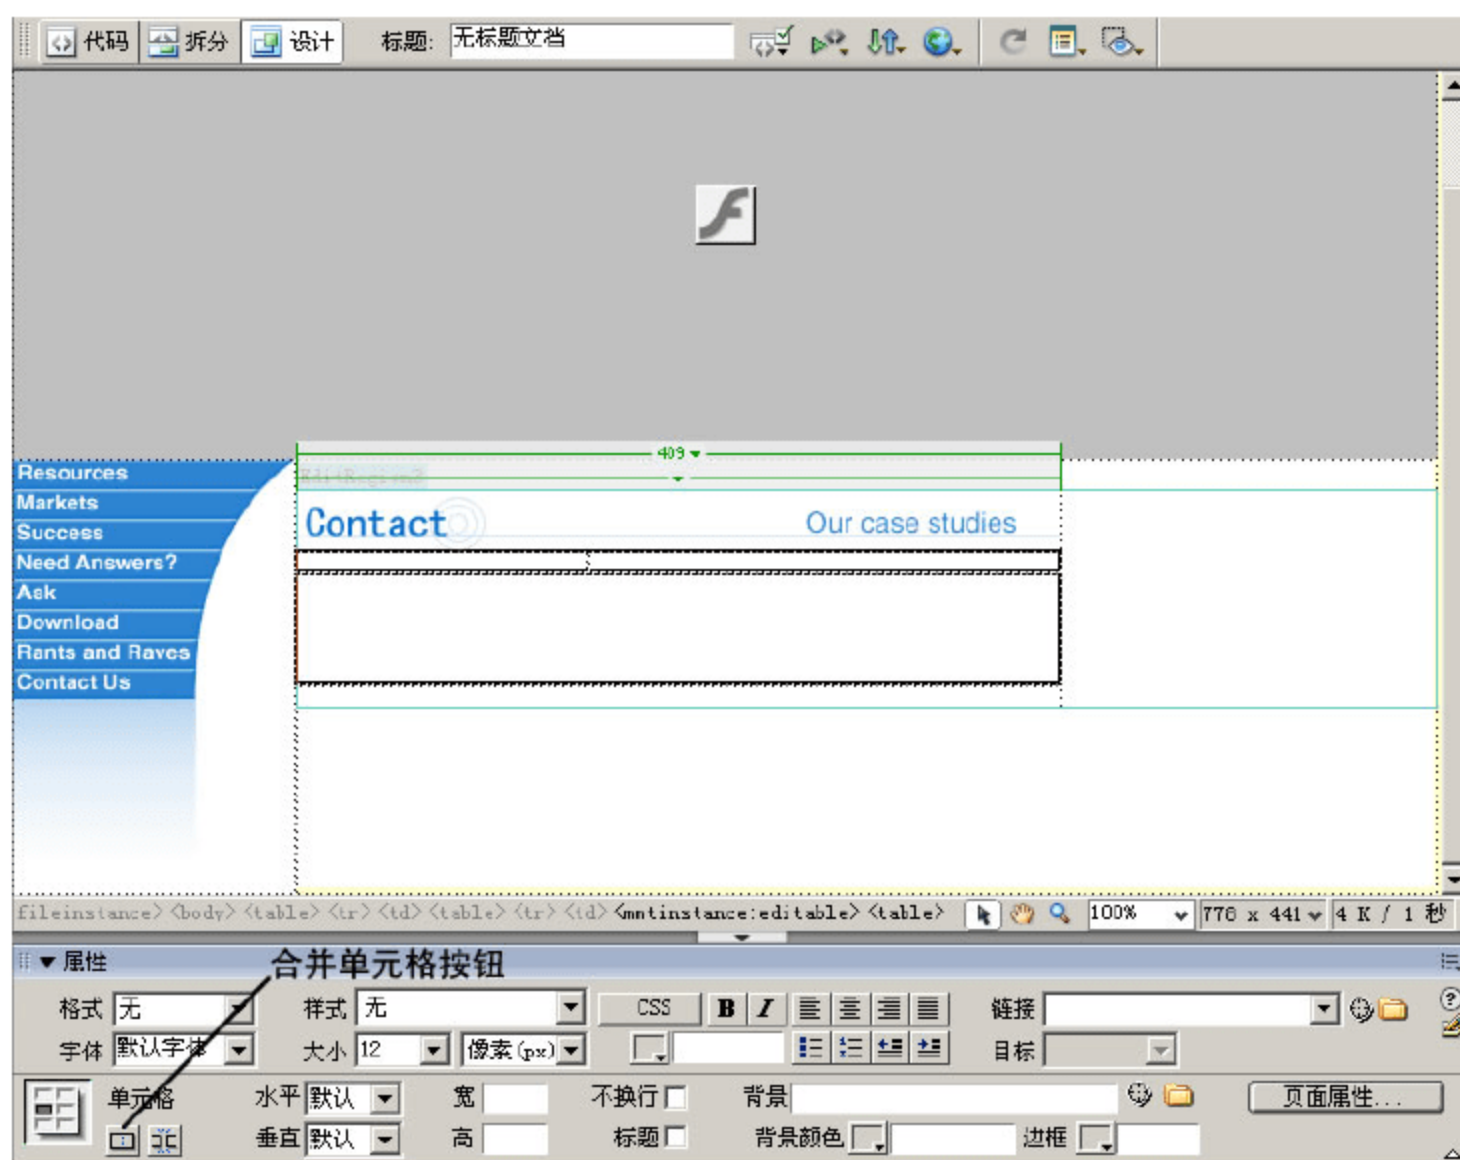 代码 拆分 设计 标题: 无标题文档
409
EditRegion3
Resources
Markets
Contact Our case studies
Success
Need Answers?
Ask
Download
Rants and Raves
Contact Us
fileinstance> <body> <table> <tr> <td> <table> <tr> <td> <mmtinstance:editable> <table> 100% 778 x 441 4 K / 1 秒
属性 合并单元格按钮
格式 无 样式 无 CSS B I 链接
字体 默认字体 大小 12 像素(px) 目标
单元格 水平 默认 宽 不换行 背景 页面属性...
垂直 默认 高 标题 背景颜色 边框